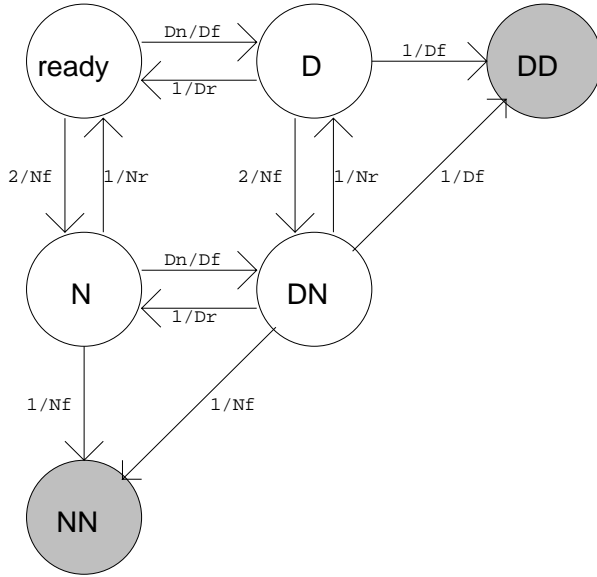 Dn/Df
ready
D
1/Df
DD
1/Dr
2/Nf
1/Nr
2/Nf
1/Nr
1/Df
Dn/Df
N
DN
1/Dr
1/Nf
1/Nf
NN